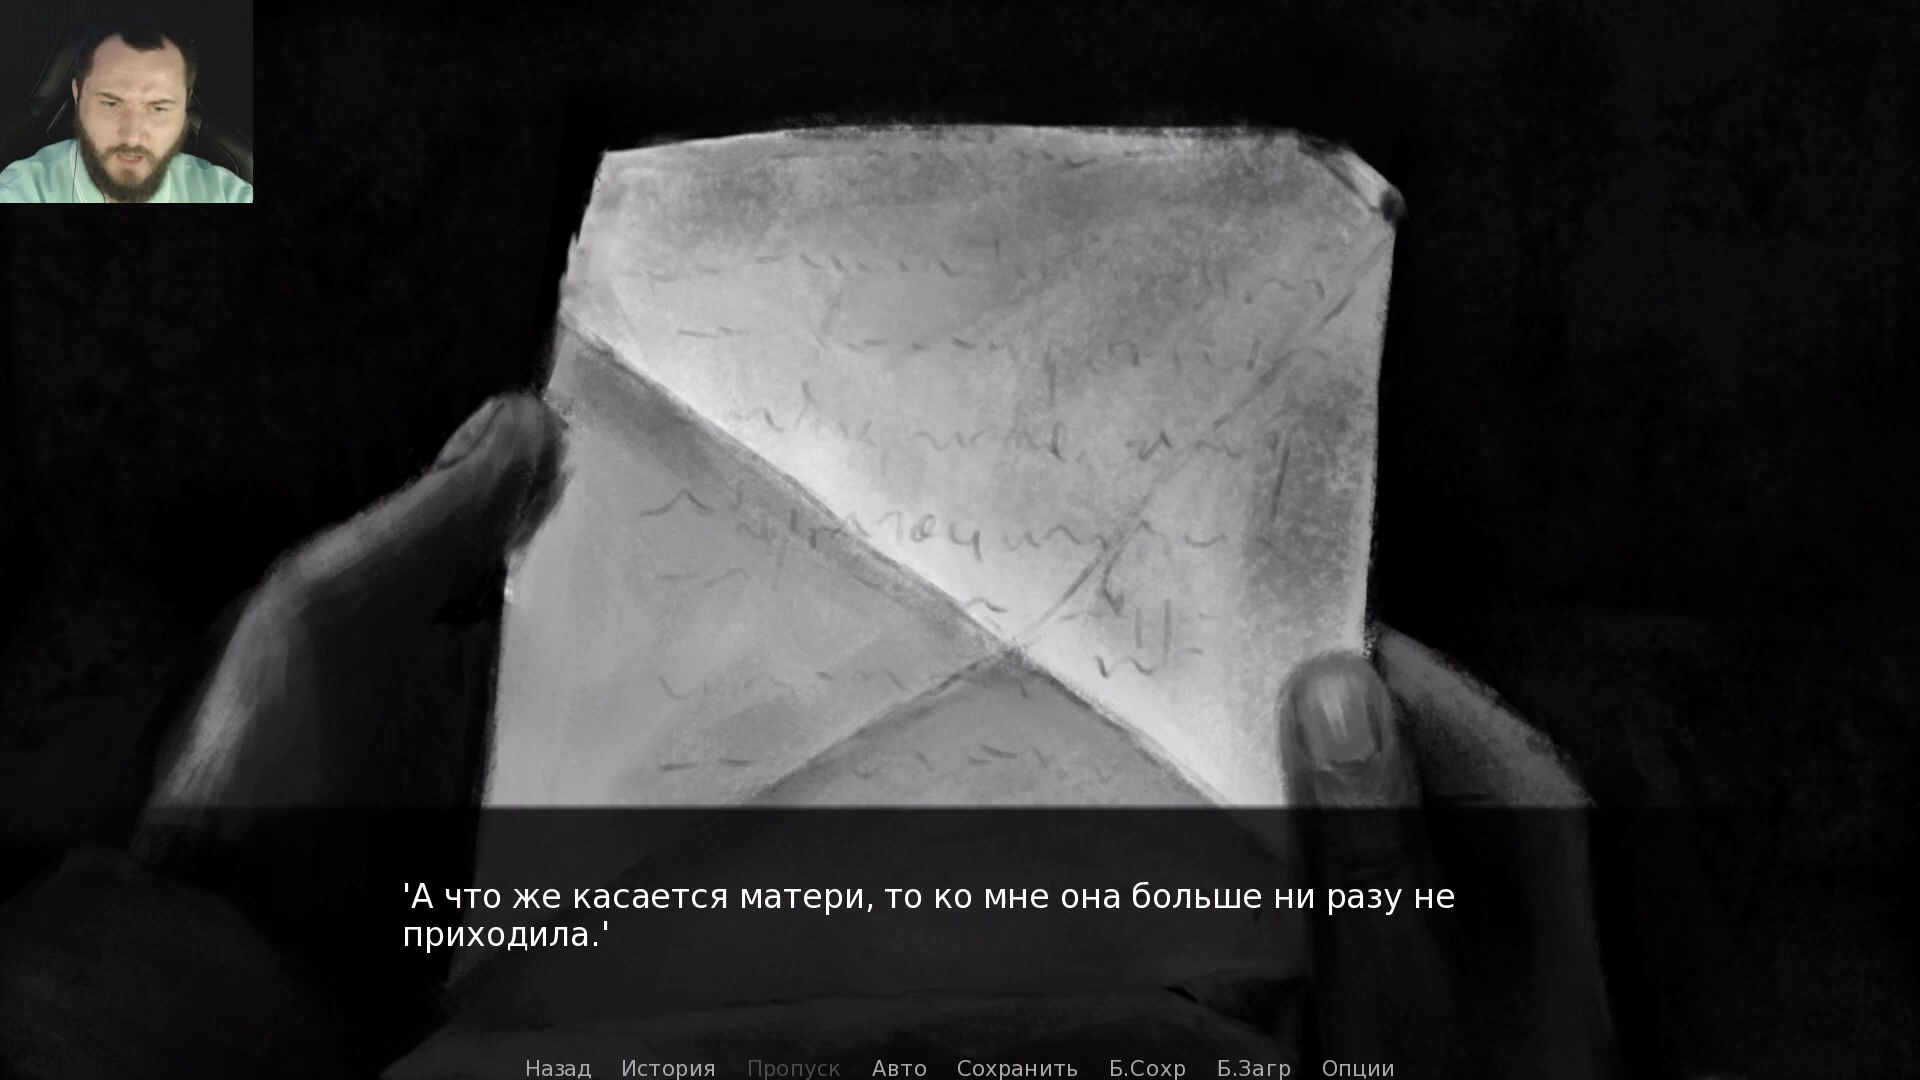 'А что же касается матери, то ко мне она больше ни разу не
приходила.'
Назад История Пропуск Авто Сохранить Б.Сохр Б.Загр Опции